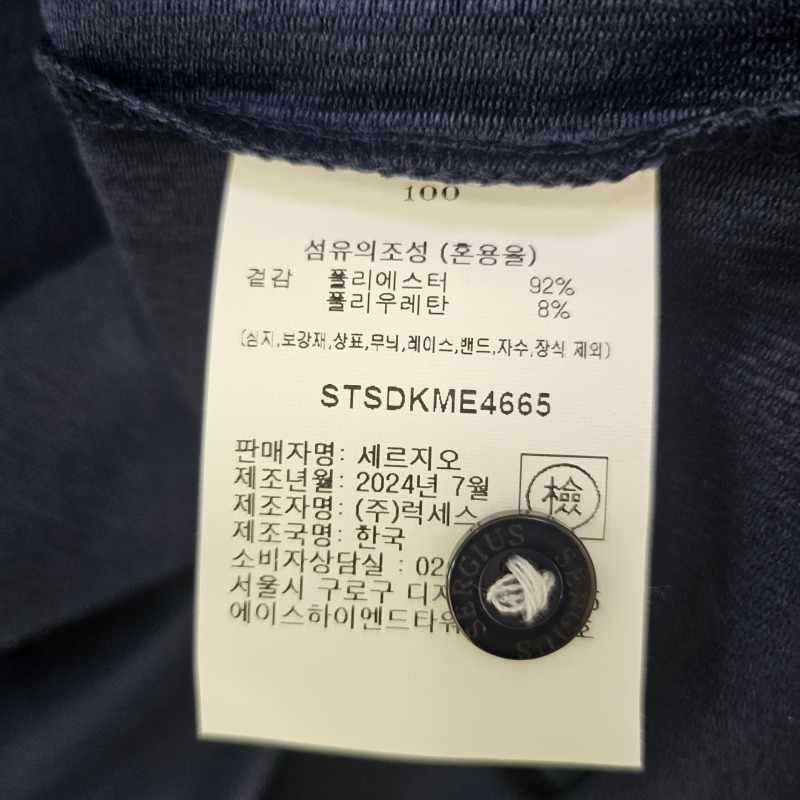 100
섬유의조성 (혼용율)
겉감 폴리에스터 92%
폴리우레탄 8%
(심지,보강재,상표,무늬,레이스,밴드,자수,장식 제외)
STSDKME4665
판매자명: 세르지오
제조년월: 2024년 7월
제조자명: (주)럭세스
檢
제조국명: 한국
소비자상담실 : 02
서울시 구로구
에이스하이엔드타워
SERGIUS SERGIUS